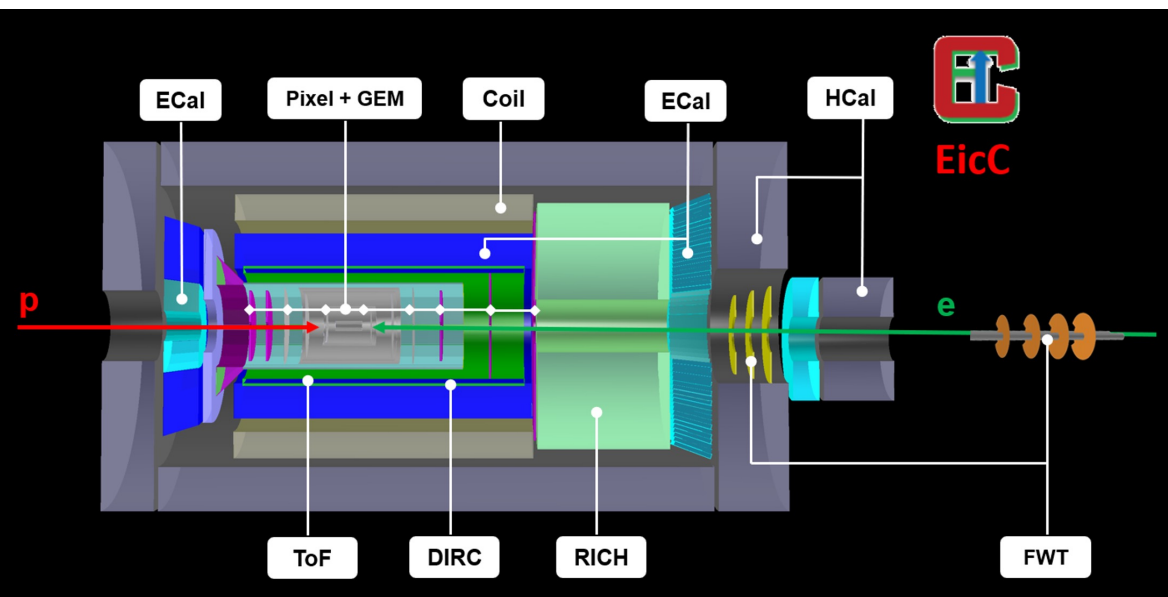 ECal
Pixel + GEM
Coil
ECal
HCal
EicC
p
e
ToF
DIRC
RICH
FWT